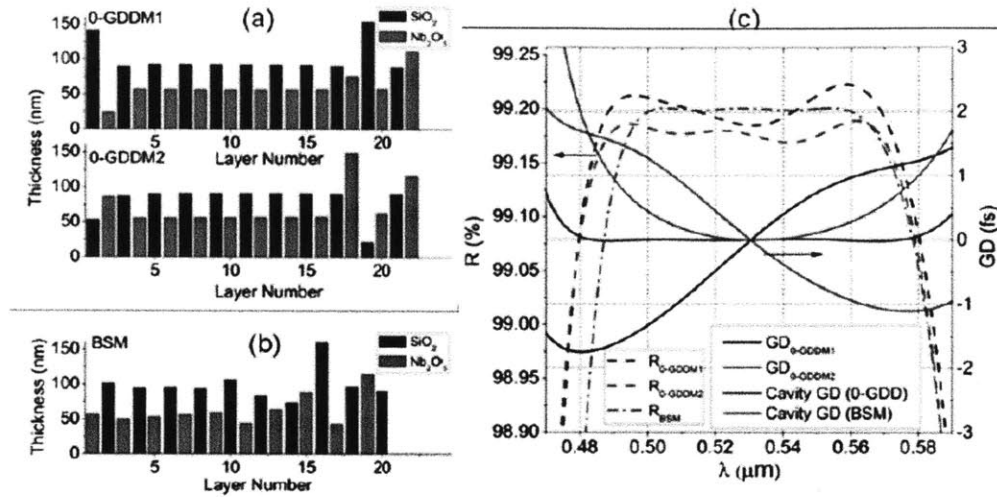 (a)
0-GDDM1
SiO₂
Nb₂O₅
150
100
50
0
5 10 15 20
Layer Number
0-GDDM2
150
100
50
0
5 10 15 20
Layer Number
Thickness (nm)
BSM
(b)
SiO₂
Nb₂O₅
150
100
50
0
5 10 15 20
Layer Number
Thickness (nm)
(c)
99.25
99.20
99.15
99.10
99.05
99.00
98.95
98.90
R (%)
3
2
1
0
-1
-2
-3
GD (fs)
R0-GDDM1
R0-GDDM2
RBSM
GD0-GDDM1
GD0-GDDM2
Cavity GD (0-GDD)
Cavity GD (BSM)
0.48 0.50 0.52 0.54 0.56 0.58
λ (μm)